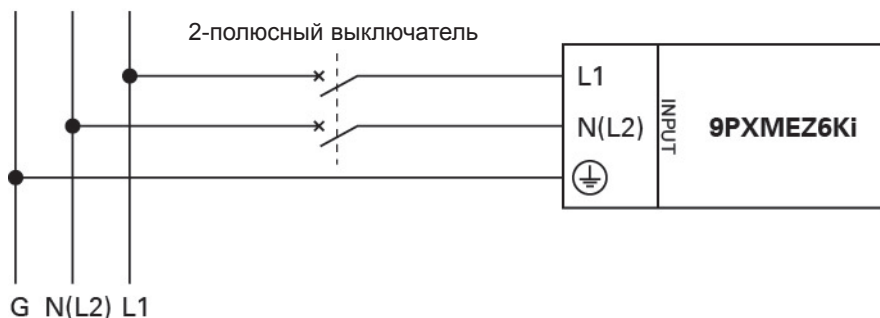 2-полюсный выключатель
L1
N(L2)
INPUT
9PXMEZ6Ki
G N(L2) L1